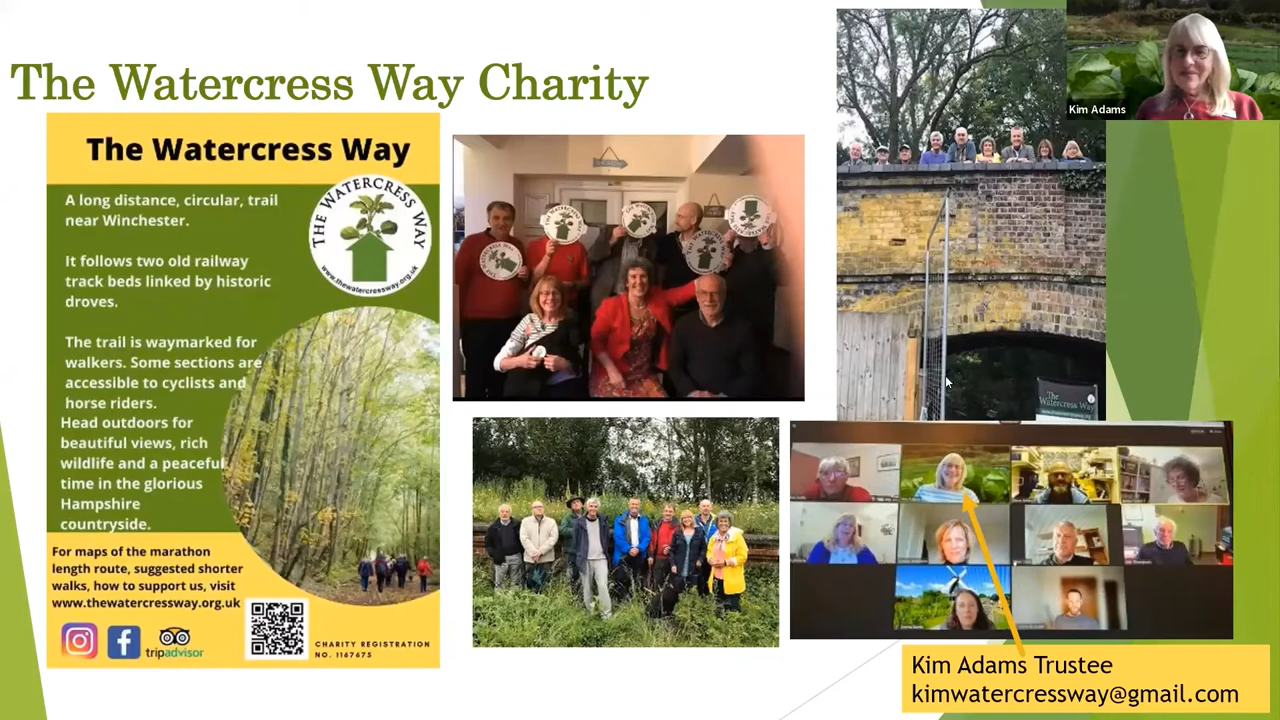 The Watercress Way Charity
Kim Adams
The Watercress Way
A long distance, circular, trail
near Winchester.
THE WATERCRESS WAY
www.thewatercressway.org.uk
It follows two old railway
track beds linked by historic
droves.
The trail is waymarked for
walkers. Some sections are
accessible to cyclists and
horse riders.
Head outdoors for
beautiful views, rich
wildlife and a peaceful
time in the glorious
Hampshire
countryside.
For maps of the marathon
length route, suggested shorter
walks, how to support us, visit
www.thewatercressway.org.uk
tripadvisor
CHARITY REGISTRATION
NO. 1167675
The
Watercress Way
Kim Adams Trustee
kimwatercressway@gmail.com